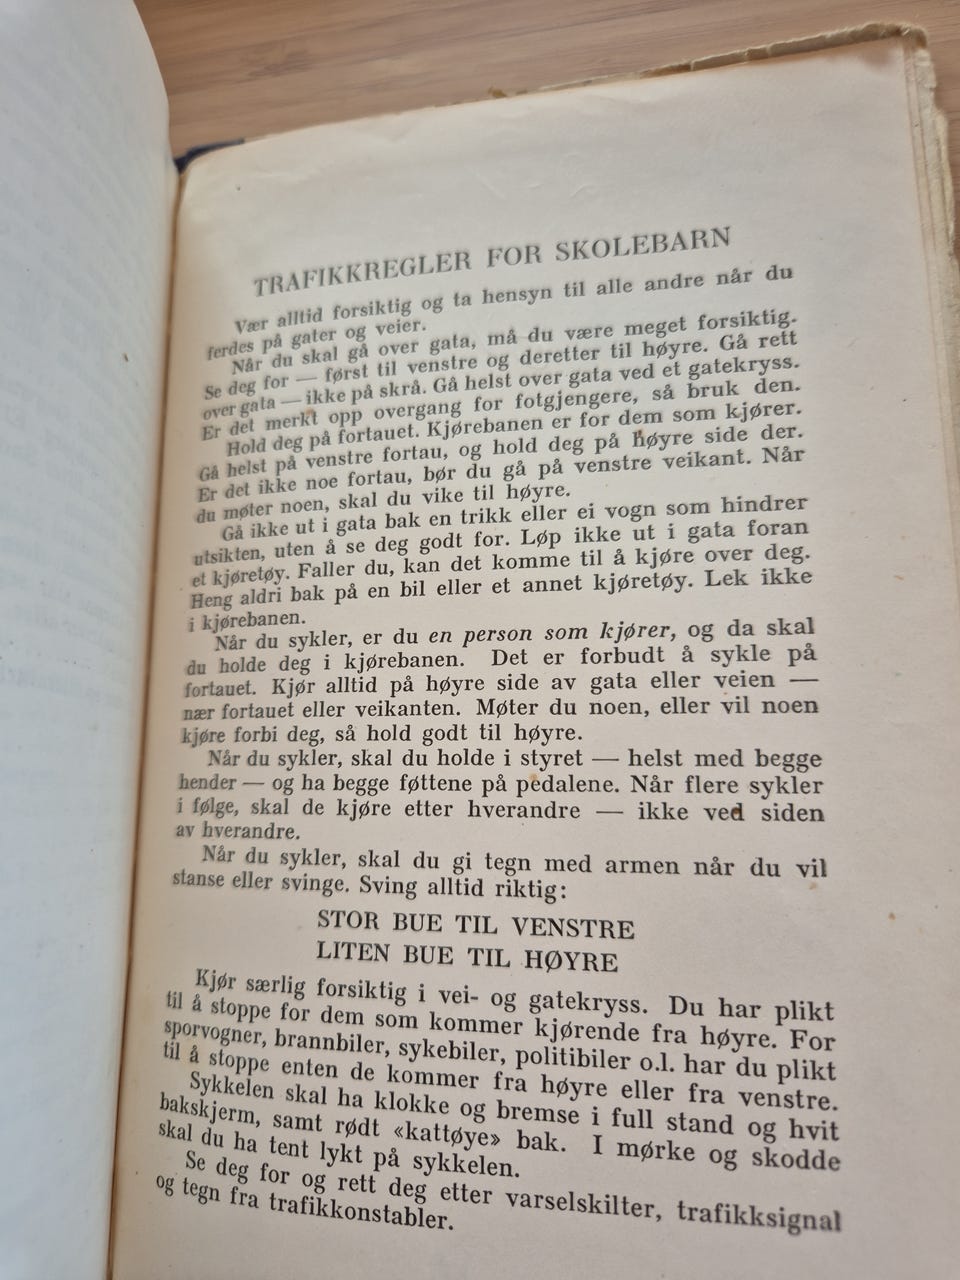 TRAFIKKREGLER FOR SKOLEBARN
Vær alltid forsiktig og ta hensyn til alle andre når du
ferdes på gater og veier.
Når du skal gå over gata, må du være meget forsiktig.
Se deg for — først til venstre og deretter til høyre. Gå rett
over gata — ikke på skrå. Gå helst over gata ved et gatekryss.
Er det merkt opp overgang for fotgjengere, så bruk den.
Hold deg på fortauet. Kjørebanen er for dem som kjører.
Gå helst på venstre fortau, og hold deg på høyre side der.
Er det ikke noe fortau, bør du gå på venstre veikant. Når
du møter noen, skal du vike til høyre.
Gå ikke ut i gata bak en trikk eller ei vogn som hindrer
utsikten, uten å se deg godt for. Løp ikke ut i gata foran
et kjøretøy. Faller du, kan det komme til å kjøre over deg.
Heng aldri bak på en bil eller et annet kjøretøy. Lek ikke
i kjørebanen.
Når du sykler, er du en person som kjører, og da skal
du holde deg i kjørebanen. Det er forbudt å sykle på
fortauet. Kjør alltid på høyre side av gata eller veien —
nær fortauet eller veikanten. Møter du noen, eller vil noen
kjøre forbi deg, så hold godt til høyre.
Når du sykler, skal du holde i styret — helst med begge
hender — og ha begge føttene på pedalene. Når flere sykler
i følge, skal de kjøre etter hverandre — ikke ved siden
av hverandre.
Når du sykler, skal du gi tegn med armen når du vil
stanse eller svinge. Sving alltid riktig:
STOR BUE TIL VENSTRE
LITEN BUE TIL HØYRE
Kjør særlig forsiktig i vei- og gatekryss. Du har plikt
til å stoppe for dem som kommer kjørende fra høyre. For
sporvogner, brannbiler, sykebiler, politibiler o.l. har du plikt
til å stoppe enten de kommer fra høyre eller fra venstre.
Sykkelen skal ha klokke og bremse i full stand og hvit
bakskjerm, samt rødt «kattøye» bak. I mørke og skodde
skal du ha tent lykt på sykkelen.
Se deg for og rett deg etter varselskilter, trafikksignal
og tegn fra trafikkonstabler.